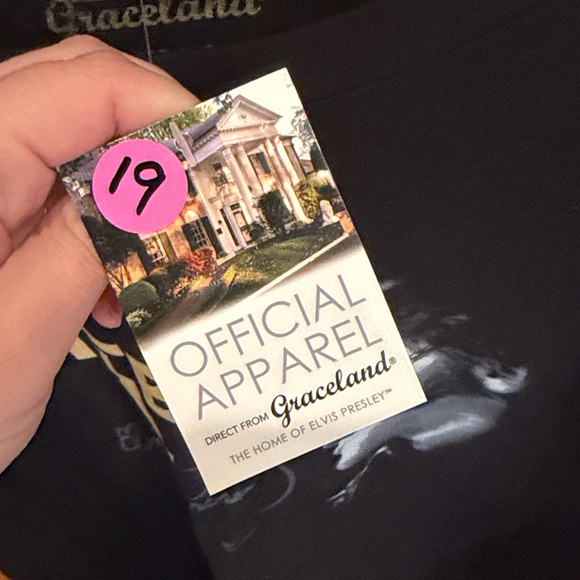 Graceland
19
OFFICIAL
APPAREL
DIRECT FROM Graceland®
THE HOME OF ELVIS PRESLEY™